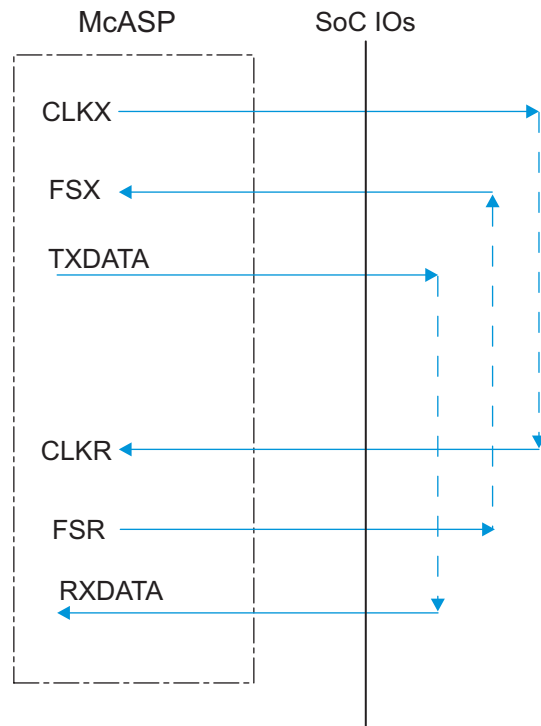 McASP
SoC IOs
CLKX
FSX
TXDATA
CLKR
FSR
RXDATA